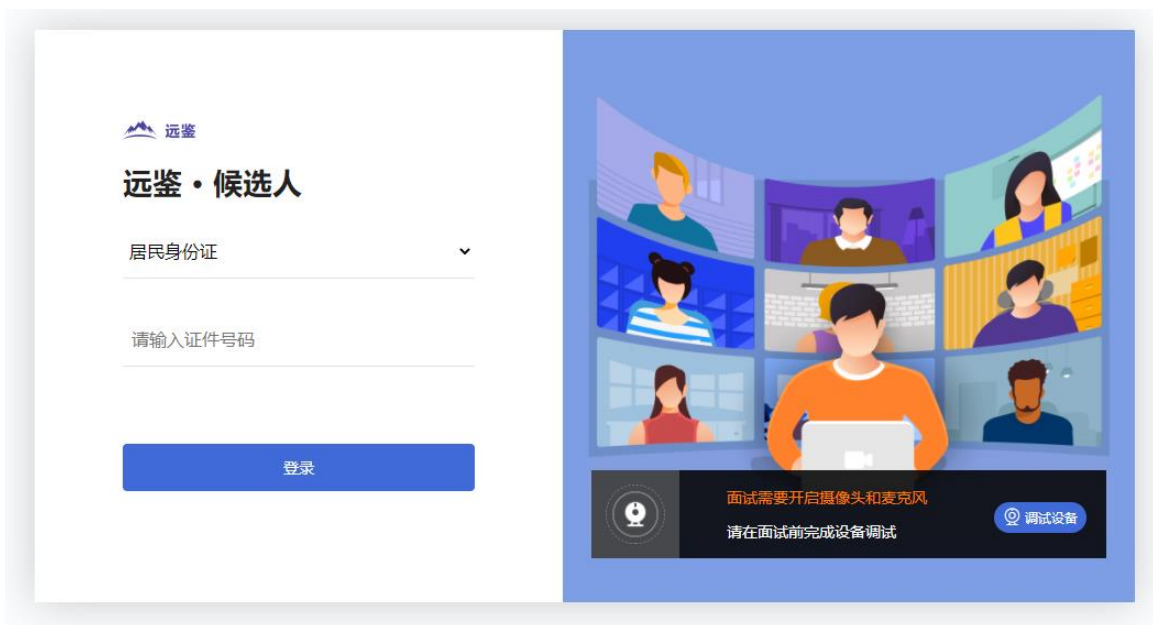 远鉴
远鉴・候选人
居民身份证
请输入证件号码
登录
面试需要开启摄像头和麦克风
请在面试前完成设备调试
调试设备